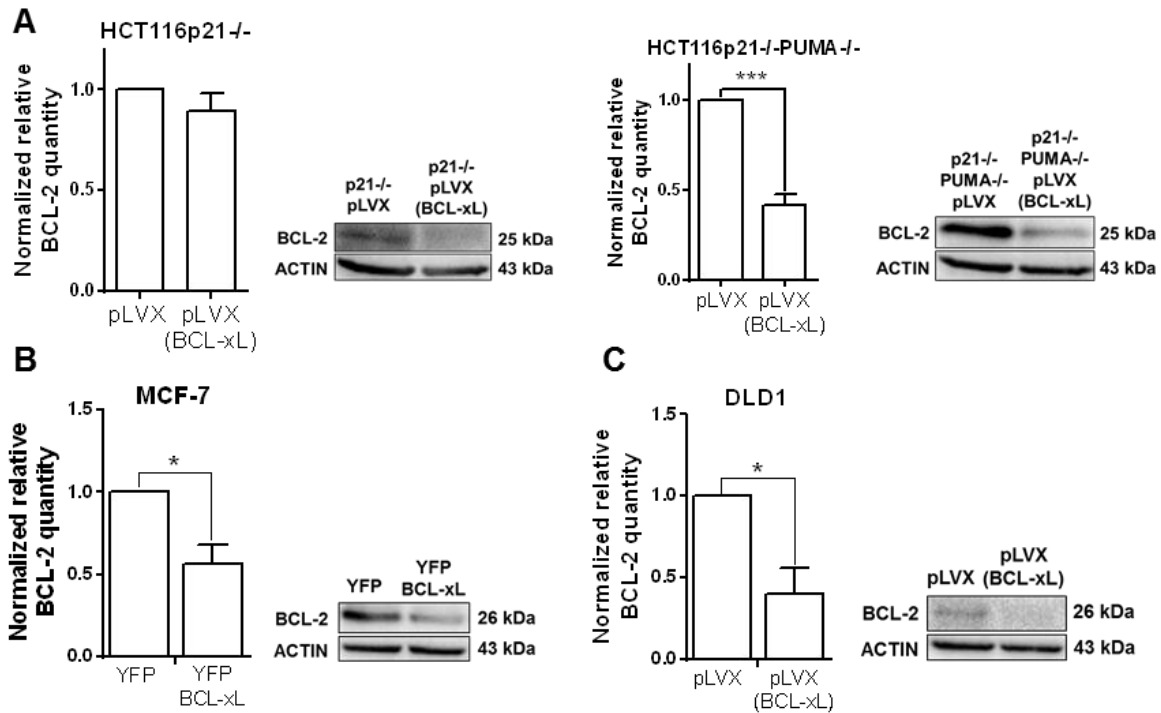 A
HCT116p21-/-
Normalized relative
BCL-2 quantity
1.0
0.5
0.0
pLVX
pLVX
(BCL-xL)
p21-/-
pLVX
p21-/-
pLVX
(BCL-xL)
BCL-2
25 kDa
ACTIN
43 kDa
HCT116p21-/-PUMA-/-
Normalized relative
BCL-2 quantity
1.0
0.5
0.0
***
pLVX
pLVX
(BCL-xL)
p21-/-
PUMA-/-
pLVX
p21-/-
PUMA-/-
pLVX
(BCL-xL)
BCL-2
25 kDa
ACTIN
43 kDa
B
MCF-7
Normalized relative
BCL-2 quantity
1.5
1.0
0.5
0.0
*
YFP
YFP
BCL-xL
YFP
YFP
BCL-xL
BCL-2
26 kDa
ACTIN
43 kDa
C
DLD1
Normalized relative
BCL-2 quantity
1.5
1.0
0.5
0.0
*
pLVX
pLVX
(BCL-xL)
pLVX
pLVX
(BCL-xL)
BCL-2
26 kDa
ACTIN
43 kDa